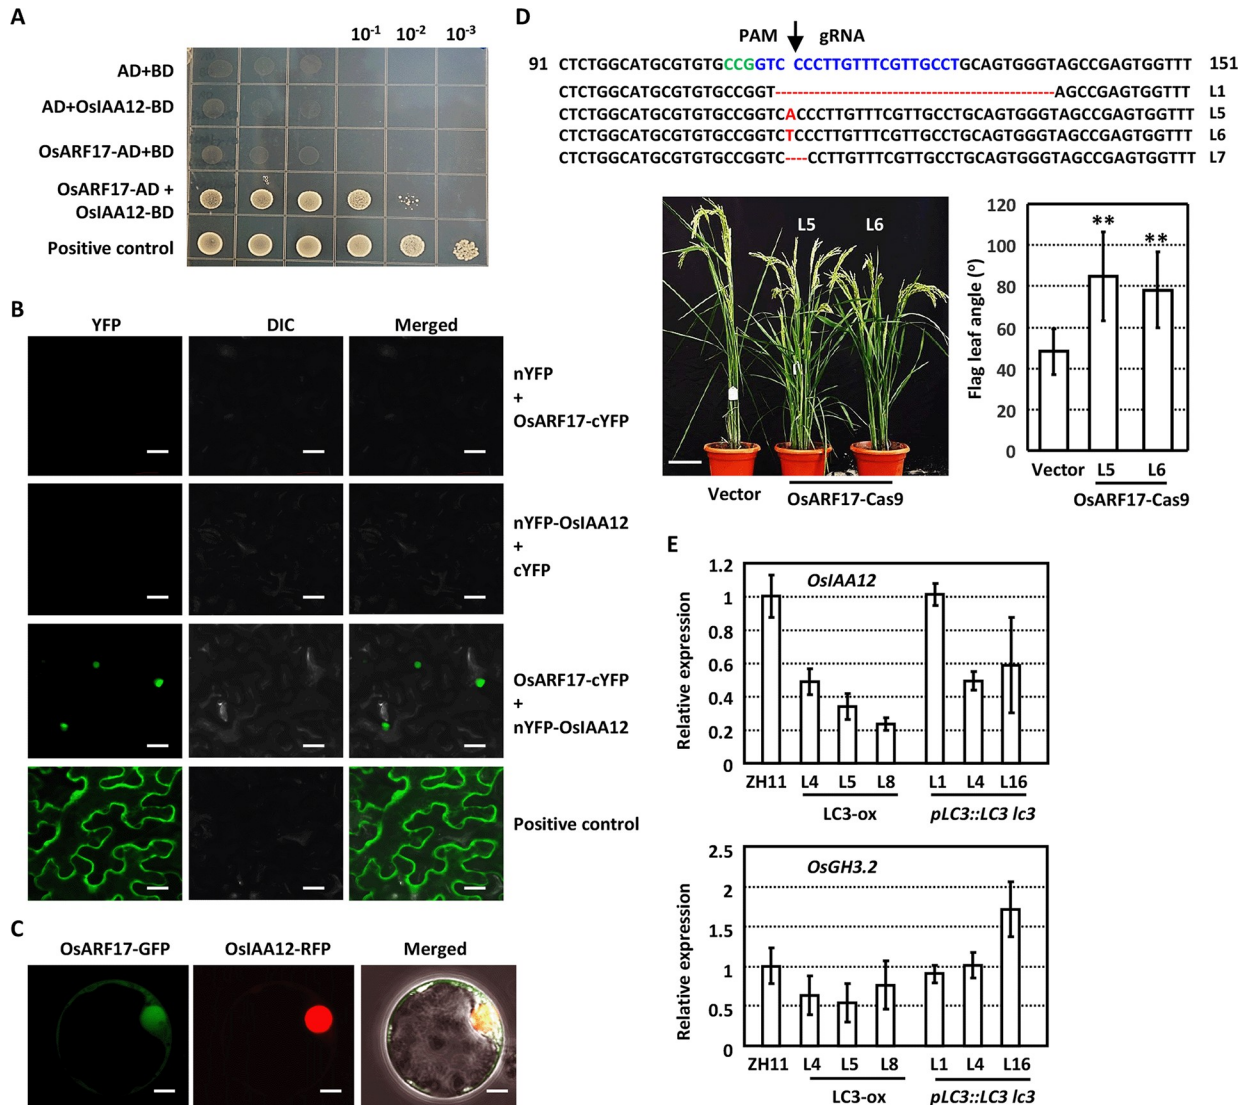 A
10-1 10-2 10-3
AD+BD
AD+OsIAA12-BD
OsARF17-AD+BD
OsARF17-AD +
OsIAA12-BD
Positive control
B
YFP DIC Merged
nYFP
+
OsARF17-cYFP
nYFP-OsIAA12
+
cYFP
OsARF17-cYFP
+
nYFP-OsIAA12
Positive control
C
OsARF17-GFP OsIAA12-RFP Merged
D
PAM gRNA
91 CTCTGGCATGCGTGTGCCGGTC CCCTTGTTTCGTTGCCTGCAGTGGGTAGCCGAGTGGTTT 151
CTCTGGCATGCGTGTGCCGGT--------------------------------------------------AGCCGAGTGGTTT L1
CTCTGGCATGCGTGTGCCGGTCACCCTTGTTTCGTTGCCTGCAGTGGGTAGCCGAGTGGTTT L5
CTCTGGCATGCGTGTGCCGGTCTCCCTTGTTTCGTTGCCTGCAGTGGGTAGCCGAGTGGTTT L6
CTCTGGCATGCGTGTGCCGGTC----CCTTGTTTCGTTGCCTGCAGTGGGTAGCCGAGTGGTTT L7
L5 L6
Vector
OsARF17-Cas9
Flag leaf angle (º)
120
100
80
60
40
20
0
** **
Vector L5 L6
OsARF17-Cas9
E
Relative expression
1.2
1
0.8
0.6
0.4
0.2
0
OsIAA12
ZH11 L4 L5 L8 L1 L4 L16
LC3-ox pLC3::LC3 lc3
Relative expression
2.5
2
1.5
1
0.5
0
OsGH3.2
ZH11 L4 L5 L8 L1 L4 L16
LC3-ox pLC3::LC3 lc3